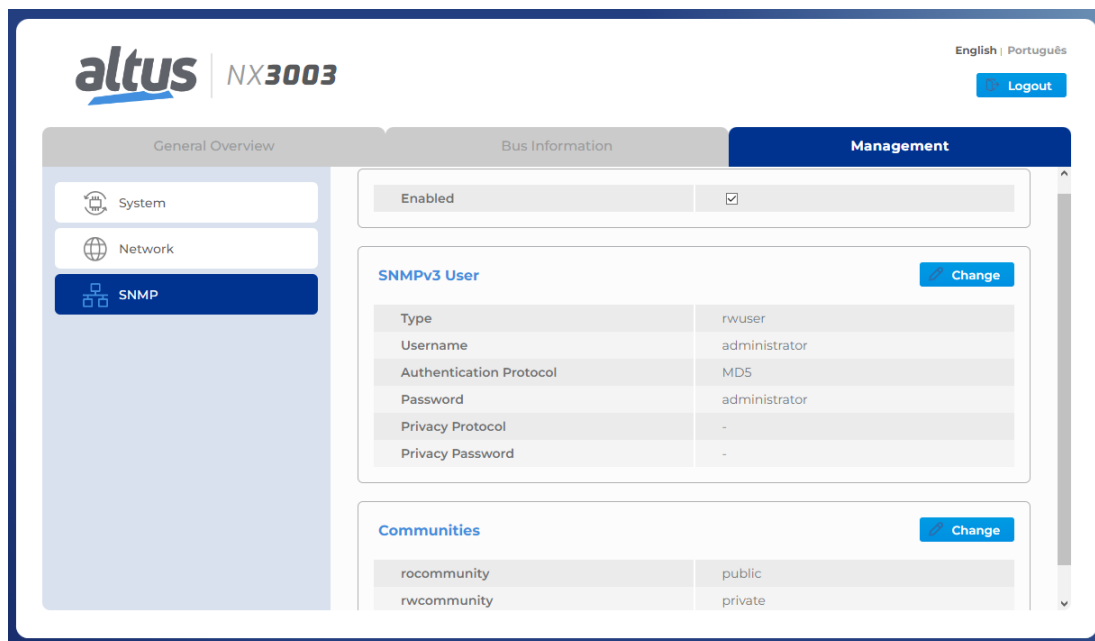 English | Português
altus NX3003
Logout
General Overview Bus Information Management
System
Network
SNMP
Enabled
SNMPv3 User Change
Type rwuser
Username administrator
Authentication Protocol MD5
Password administrator
Privacy Protocol -
Privacy Password -
Communities Change
rocommunity public
rwcommunity private